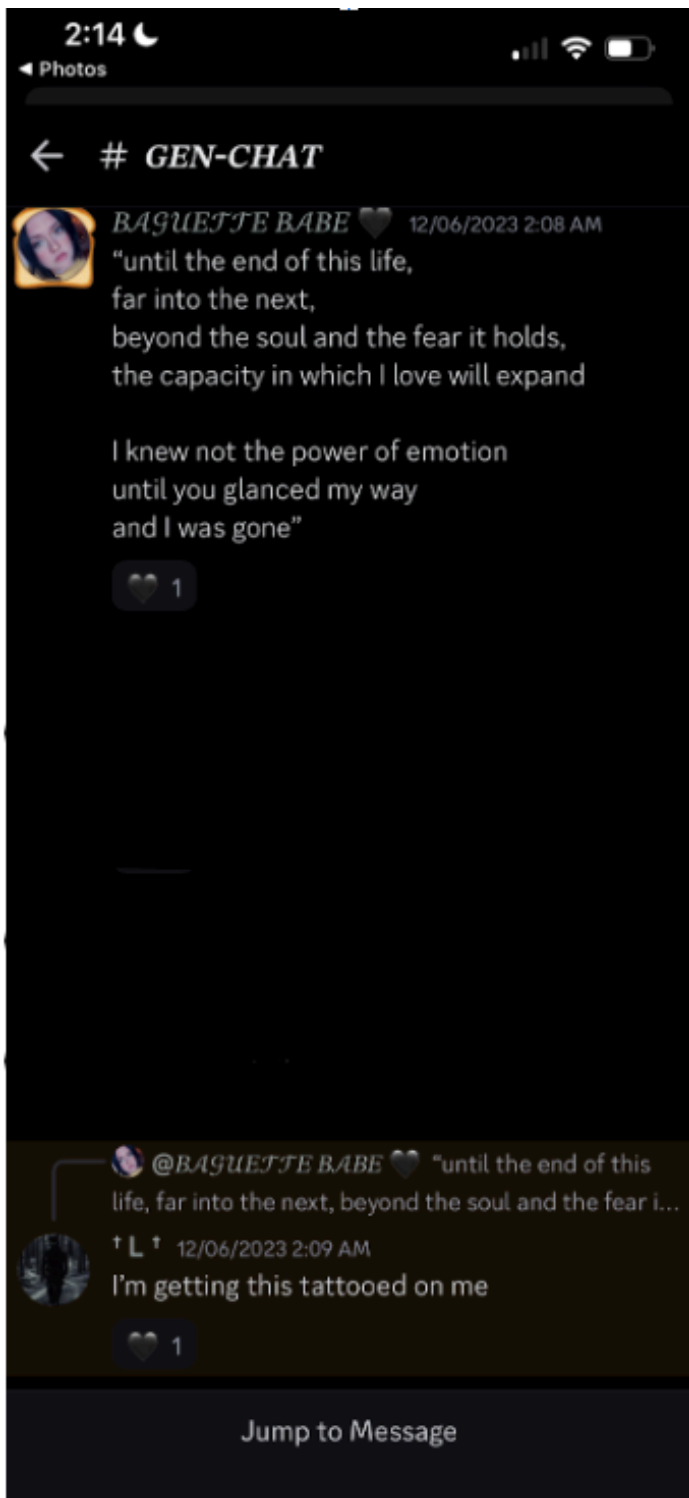 2:14
◀ Photos
# GEN-CHAT
BAGUETTE BABE 🖤 12/06/2023 2:08 AM
“until the end of this life,
far into the next,
beyond the soul and the fear it holds,
the capacity in which I love will expand
I knew not the power of emotion
until you glanced my way
and I was gone”
🖤 1
@BAGUETTE BABE 🖤 “until the end of this
life, far into the next, beyond the soul and the fear i...
† L † 12/06/2023 2:09 AM
I’m getting this tattooed on me
🖤 1
Jump to Message